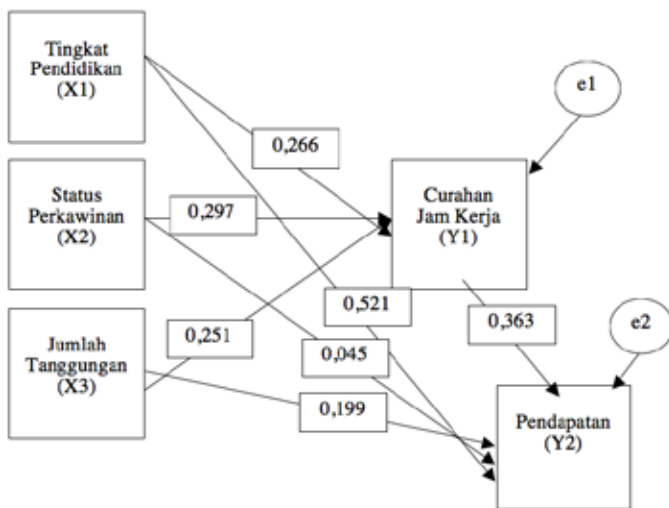 Tingkat
Pendidikan
(X1)
e1
0,266
Status
Perkawinan
(X2)
0,297
Curahan
Jam Kerja
(Y1)
0,521
0,363
e2
Jumlah
Tanggungan
(X3)
0,251
0,045
0,199
Pendapatan
(Y2)